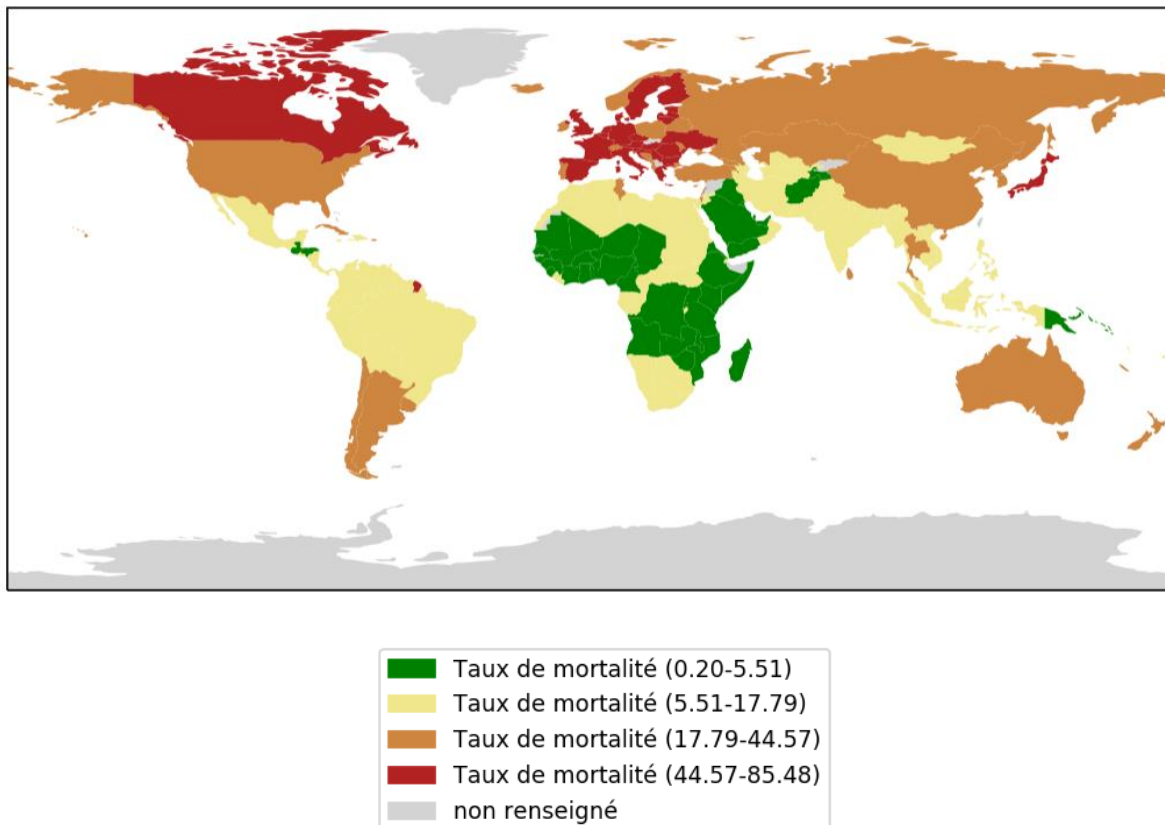 Taux de mortalité (0.20-5.51)
Taux de mortalité (5.51-17.79)
Taux de mortalité (17.79-44.57)
Taux de mortalité (44.57-85.48)
non renseigné